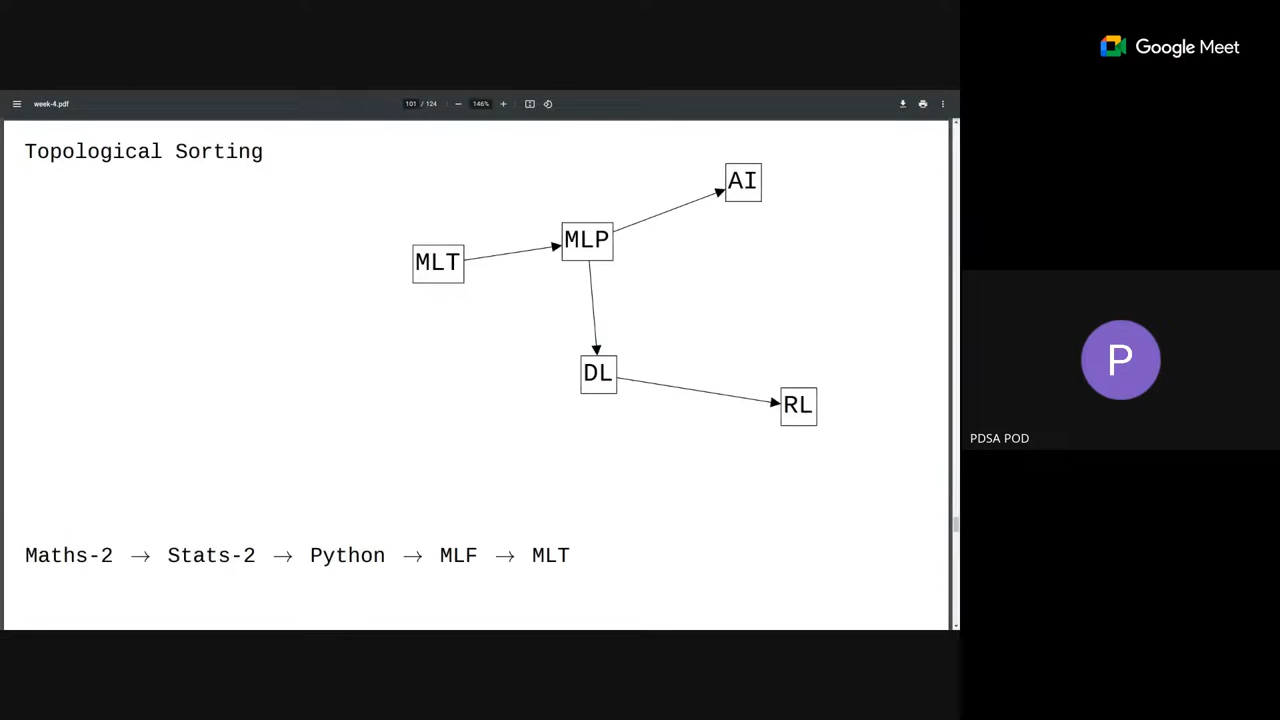 Google Meet
week-4.pdf
101 / 124
146%
Topological Sorting
AI
MLP
MLT
DL
RL
P
PDSA POD
Maths-2 → Stats-2 → Python → MLF → MLT